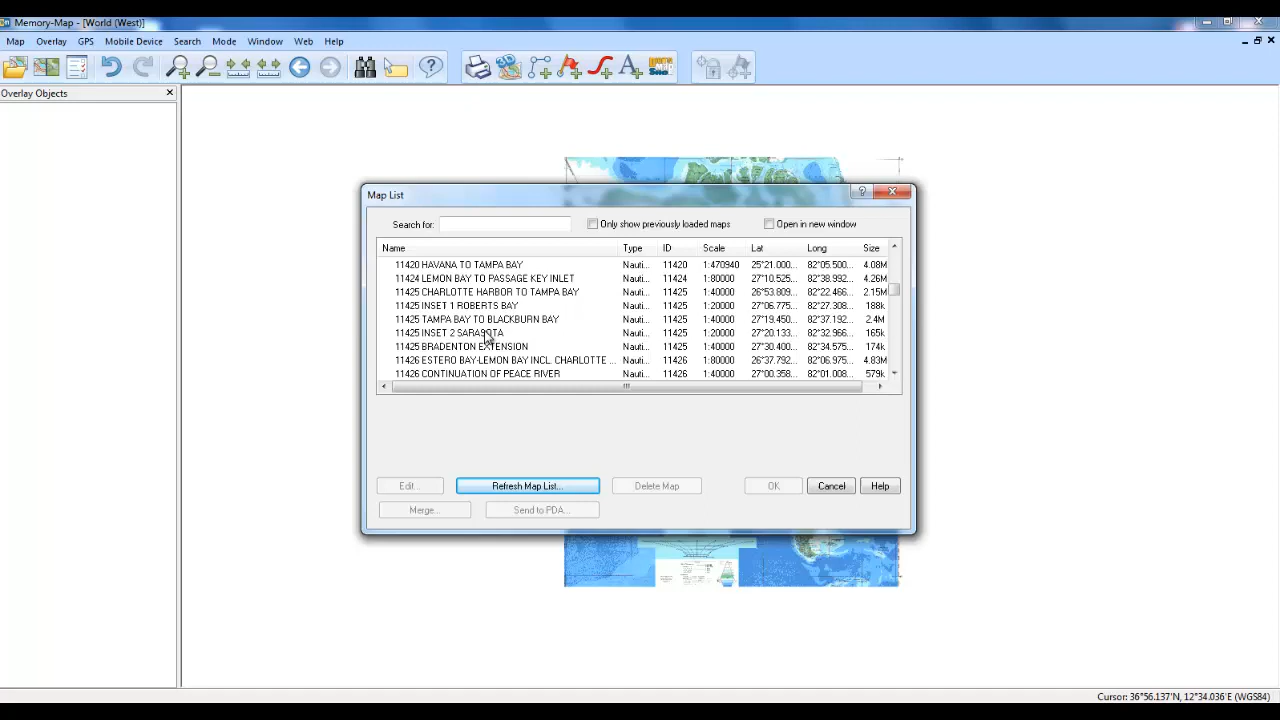 Memory-Map - [World (West)]
Map Overlay GPS Mobile Device Search Mode Window Web Help
Overlay Objects
Map List
Search for: Only show previously loaded maps Open in new window
Name Type ID Scale Lat Long Size
11420 HAVANA TO TAMPA BAY Nauti... 11420 1:470940 25°21.000... 82°05.500... 4.08M
11424 LEMON BAY TO PASSAGE KEY INLET Nauti... 11424 1:80000 27°10.525... 82°38.992... 4.26M
11425 CHARLOTTE HARBOR TO TAMPA BAY Nauti... 11425 1:40000 26°53.809... 82°22.466... 2.15M
11425 INSET 1 ROBERTS BAY Nauti... 11425 1:20000 27°06.775... 82°27.308... 188k
11425 TAMPA BAY TO BLACKBURN BAY Nauti... 11425 1:40000 27°19.450... 82°37.192... 2.4M
11425 INSET 2 SARASOTA Nauti... 11425 1:20000 27°20.133... 82°32.966... 165k
11425 BRADENTON EXTENSION Nauti... 11425 1:40000 27°30.400... 82°34.575... 174k
11426 ESTERO BAY-LEMON BAY INCL. CHARLOTTE ... Nauti... 11426 1:80000 26°37.792... 82°06.975... 4.83M
11426 CONTINUATION OF PEACE RIVER Nauti... 11426 1:40000 27°00.358... 82°01.008... 579k
Edit... Refresh Map List... Delete Map OK Cancel Help
Merge... Send to PDA...
Cursor: 36°56.137'N, 12°34.036'E (WGS84)